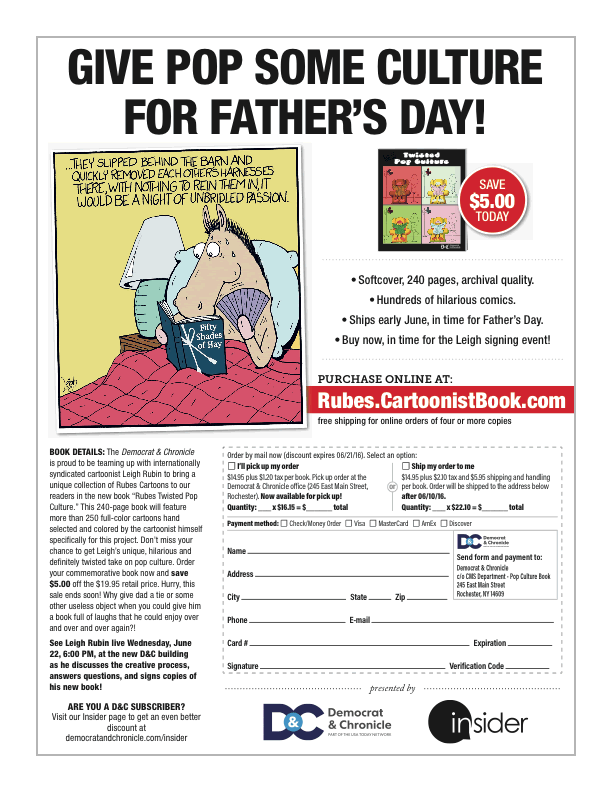 GIVE POP SOME CULTURE
FOR FATHER'S DAY!
...THEY SLIPPED BEHIND THE BARN AND
QUICKLY REMOVED EACH OTHER'S HARNESSES
THERE, WITH NOTHING TO REIN THEM IN, IT
WOULD BE A NIGHT OF UNBRIDLED PASSION.
Fifty
Shades
of Hay
Twisted
Pop Culture
SAVE
$5.00
TODAY
• Softcover, 240 pages, archival quality.
• Hundreds of hilarious comics.
• Ships early June, in time for Father's Day.
• Buy now, in time for the Leigh signing event!
PURCHASE ONLINE AT:
Rubes.CartoonistBook.com
free shipping for online orders of four or more copies
BOOK DETAILS: The Democrat & Chronicle
is proud to be teaming up with internationally
syndicated cartoonist Leigh Rubin to bring a
unique collection of Rubes Cartoons to our
readers in the new book “Rubes Twisted Pop
Culture.” This 240-page book will feature
more than 250 full-color cartoons hand
selected and colored by the cartoonist himself
specifically for this project. Don't miss your
chance to get Leigh's unique, hilarious and
definitely twisted take on pop culture. Order
your commemorative book now and save
$5.00 off the $19.95 retail price. Hurry, this
sale ends soon! Why give dad a tie or some
other useless object when you could give him
a book full of laughs that he could enjoy over
and over and over again?!
See Leigh Rubin live Wednesday, June
22, 6:00 PM, at the new D&C building
as he discusses the creative process,
answers questions, and signs copies of
his new book!
ARE YOU A D&C SUBSCRIBER?
Visit our Insider page to get an even better
discount at
democratandchronicle.com/insider
Order by mail now (discount expires 06/21/16). Select an option:
I'll pick up my order
$14.95 plus $1.20 tax per book. Pick up order at the
Democrat & Chronicle office (245 East Main Street,
Rochester). Now available for pick up!
Quantity: ___ x $16.15 = $______ total
or
Ship my order to me
$14.95 plus $2.10 tax and $5.95 shipping and handling
per book. Order will be shipped to the address below
after 06/10/16.
Quantity: ___ x $22.10 = $______ total
Payment method: Check/Money Order Visa MasterCard AmEx Discover
Name
Address
City State Zip
Phone E-mail
Card # Expiration
Signature Verification Code
D&C Democrat
& Chronicle
Send form and payment to:
Democrat & Chronicle
c/o CMS Department - Pop Culture Book
245 East Main Street
Rochester, NY 14609
presented by
D&C Democrat
& Chronicle
PART OF THE USA TODAY NETWORK
insider